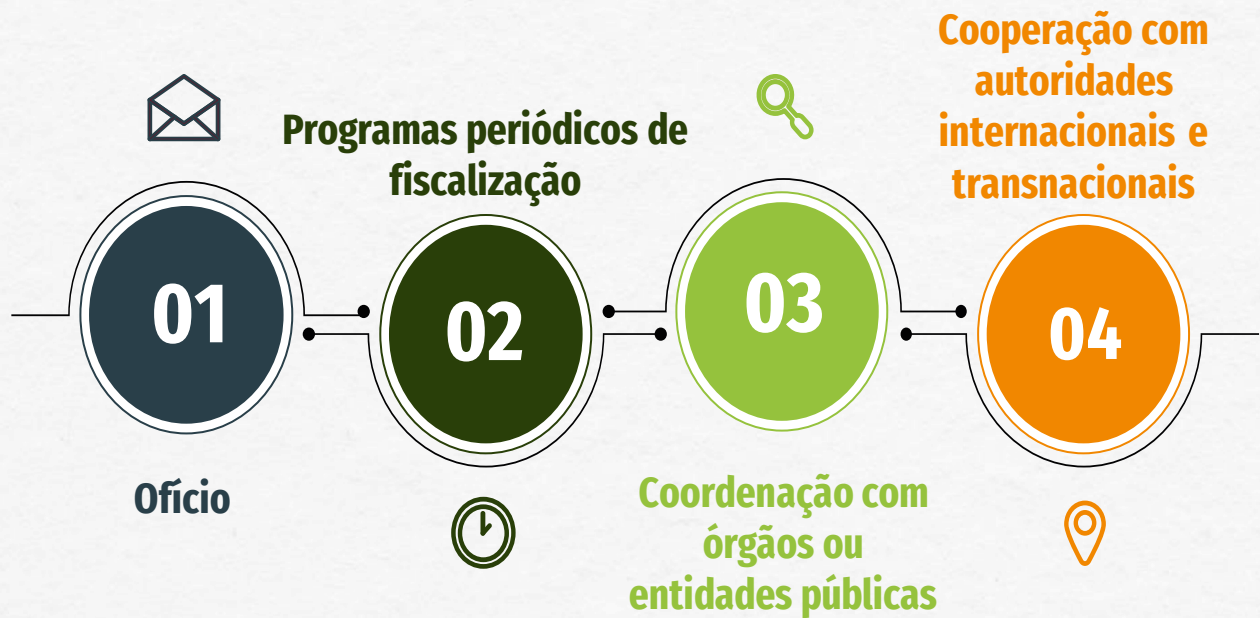 01
Ofício
Programas periódicos de
fiscalização
02
03
Coordenação com
órgãos ou
entidades públicas
Cooperação com
autoridades
internacionais e
transnacionais
04